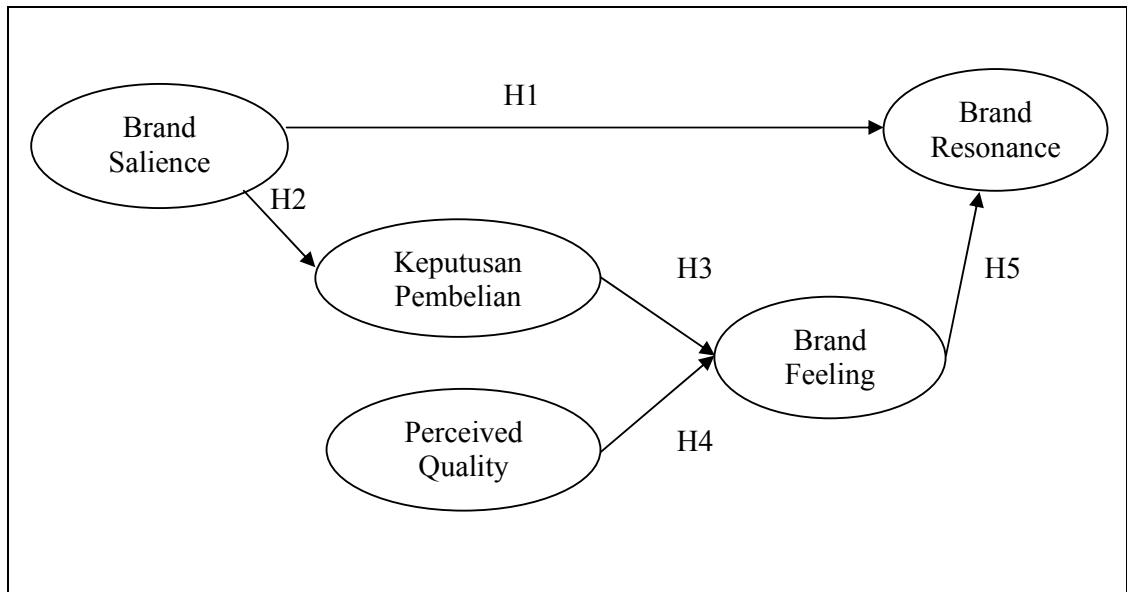 H1
Brand
Salience
Brand
Resonance
H2
Keputusan
Pembelian
H3
H5
Brand
Feeling
Perceived
Quality
H4